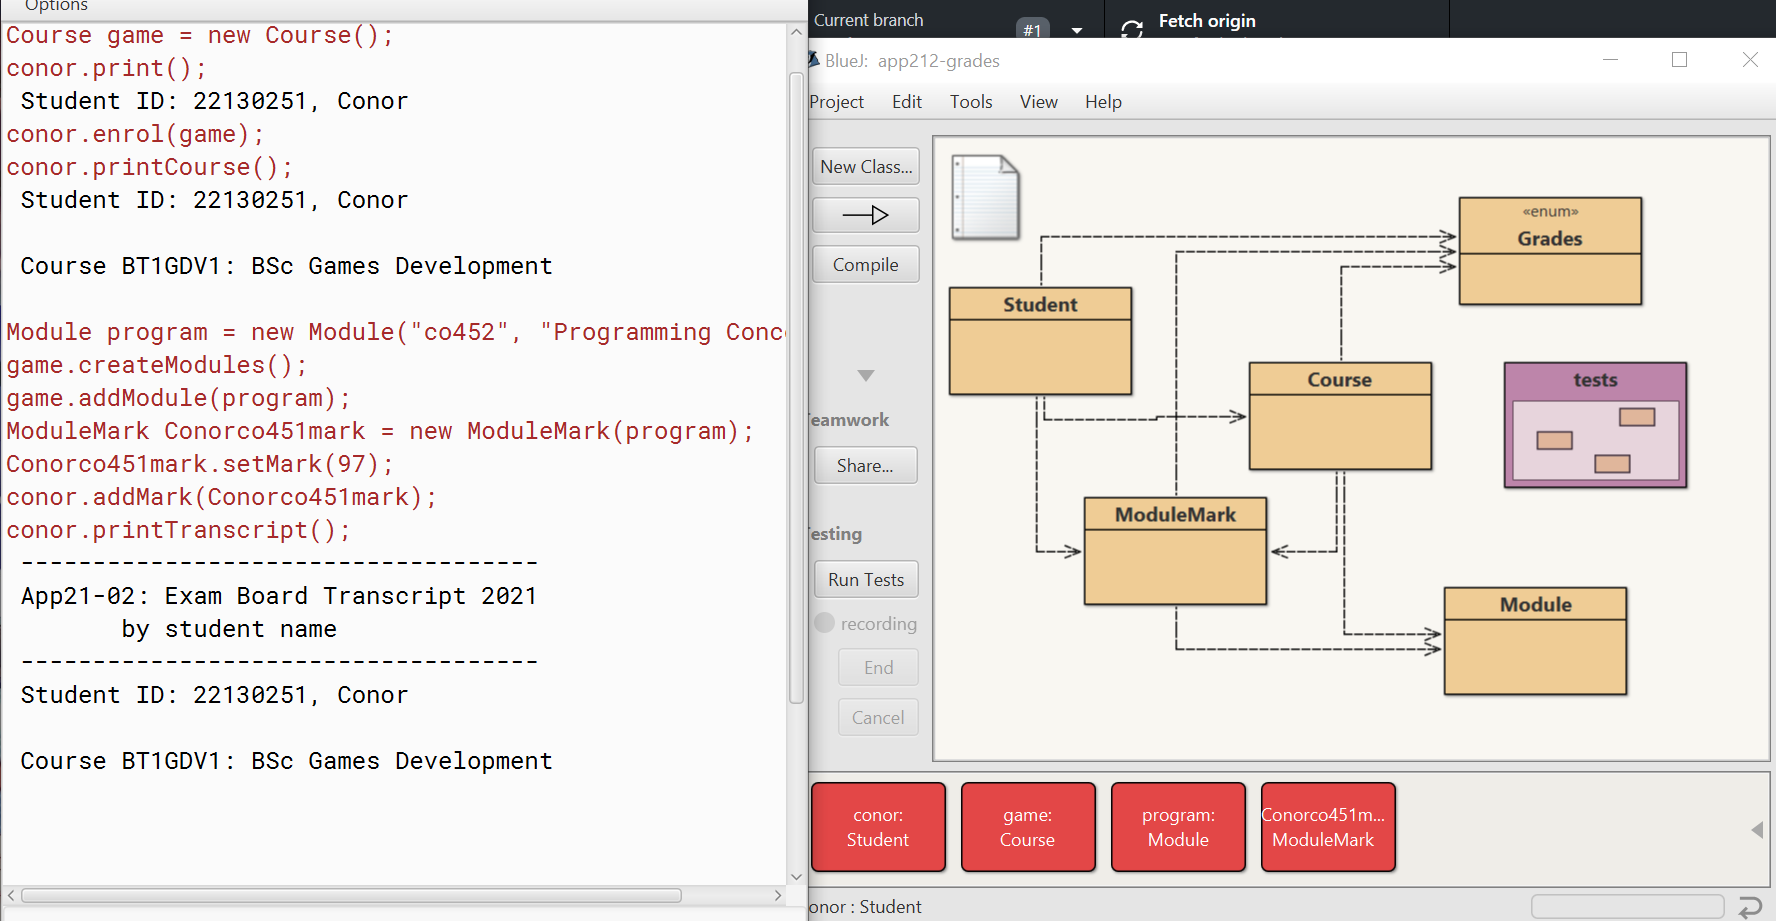 Options
Course game = new Course();
conor.print();
Student ID: 22130251, Conor
conor.enrol(game);
conor.printCourse();
Student ID: 22130251, Conor
Course BT1GDV1: BSc Games Development
Module program = new Module("co452", "Programming Conc
game.createModules();
game.addModule(program);
ModuleMark Conorco451mark = new ModuleMark(program);
Conorco451mark.setMark(97);
conor.addMark(Conorco451mark);
conor.printTranscript();
------------------------------------
App21-02: Exam Board Transcript 2021
by student name
------------------------------------
Student ID: 22130251, Conor
Course BT1GDV1: BSc Games Development
Current branch
#1
Fetch origin
BlueJ: app212-grades
Project Edit Tools View Help
New Class...
Compile
eamwork
Share...
esting
Run Tests
recording
End
Cancel
«enum»
Grades
Student
Course
tests
ModuleMark
Module
conor:
Student
game:
Course
program:
Module
Conorco451m...
ModuleMark
onor : Student